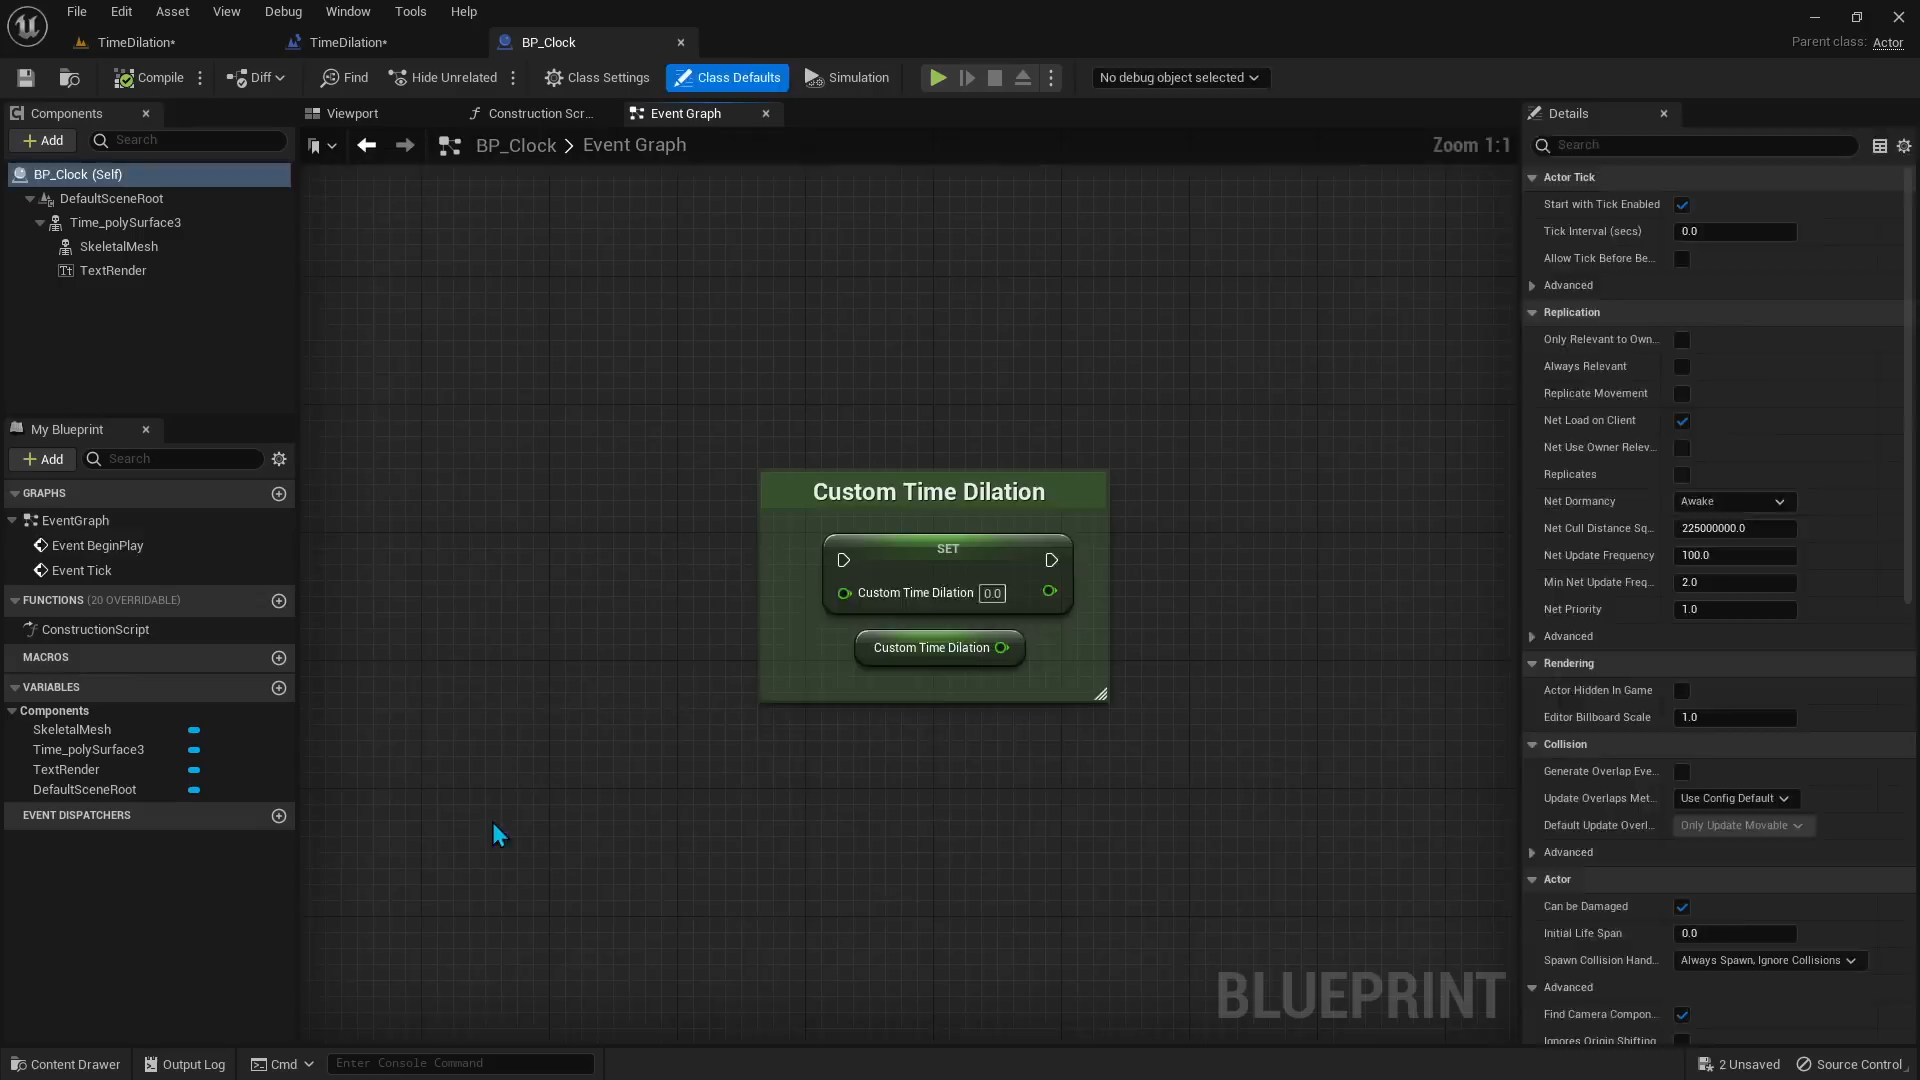 File Edit Asset View Debug Window Tools Help
TimeDilation* TimeDilation* BP_Clock Parent class: Actor
Compile Diff Find Hide Unrelated Class Settings Class Defaults Simulation No debug object selected
Components Viewport Construction Scr... Event Graph Details
Add Search BP_Clock > Event Graph Zoom 1:1 Search
BP_Clock (Self)
DefaultSceneRoot
Time_polySurface3
SkeletalMesh
TextRender
My Blueprint
Add Search
GRAPHS
EventGraph
Event BeginPlay
Event Tick
FUNCTIONS (20 OVERRIDABLE)
ConstructionScript
MACROS
VARIABLES
Components
SkeletalMesh
Time_polySurface3
TextRender
DefaultSceneRoot
EVENT DISPATCHERS
Custom Time Dilation
SET
Custom Time Dilation 0.0
Custom Time Dilation
BLUEPRINT
Actor Tick
Start with Tick Enabled
Tick Interval (secs) 0.0
Allow Tick Before Be...
Advanced
Replication
Only Relevant to Own...
Always Relevant
Replicate Movement
Net Load on Client
Net Use Owner Relev...
Replicates
Net Dormancy Awake
Net Cull Distance Sq... 225000000.0
Net Update Frequency 100.0
Min Net Update Freq... 2.0
Net Priority 1.0
Advanced
Rendering
Actor Hidden In Game
Editor Billboard Scale 1.0
Collision
Generate Overlap Eve...
Update Overlaps Met... Use Config Default
Default Update Overl... Only Update Movable
Advanced
Actor
Can be Damaged
Initial Life Span 0.0
Spawn Collision Hand... Always Spawn, Ignore Collisions
Advanced
Find Camera Compon...
Ignores Origin Shifting
Content Drawer Output Log Cmd Enter Console Command 2 Unsaved Source Control